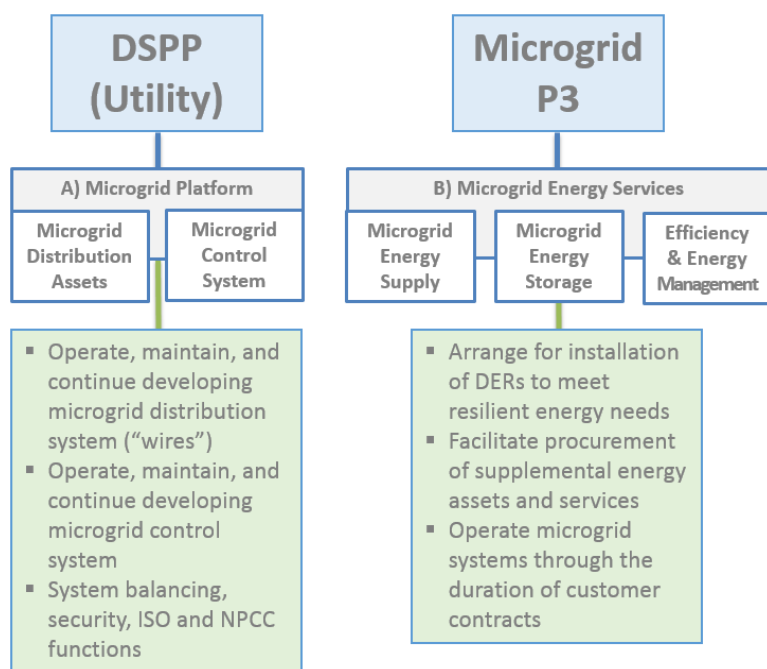 DSPP
(Utility)
A) Microgrid Platform
Microgrid
Distribution
Assets
Microgrid
Control
System
▪ Operate, maintain, and
continue developing
microgrid distribution
system (“wires”)
▪ Operate, maintain, and
continue developing
microgrid control
system
▪ System balancing,
security, ISO and NPCC
functions
Microgrid
P3
B) Microgrid Energy Services
Microgrid
Energy
Supply
Microgrid
Energy
Storage
Efficiency
& Energy
Management
▪ Arrange for installation
of DERs to meet
resilient energy needs
▪ Facilitate procurement
of supplemental energy
assets and services
▪ Operate microgrid
systems through the
duration of customer
contracts